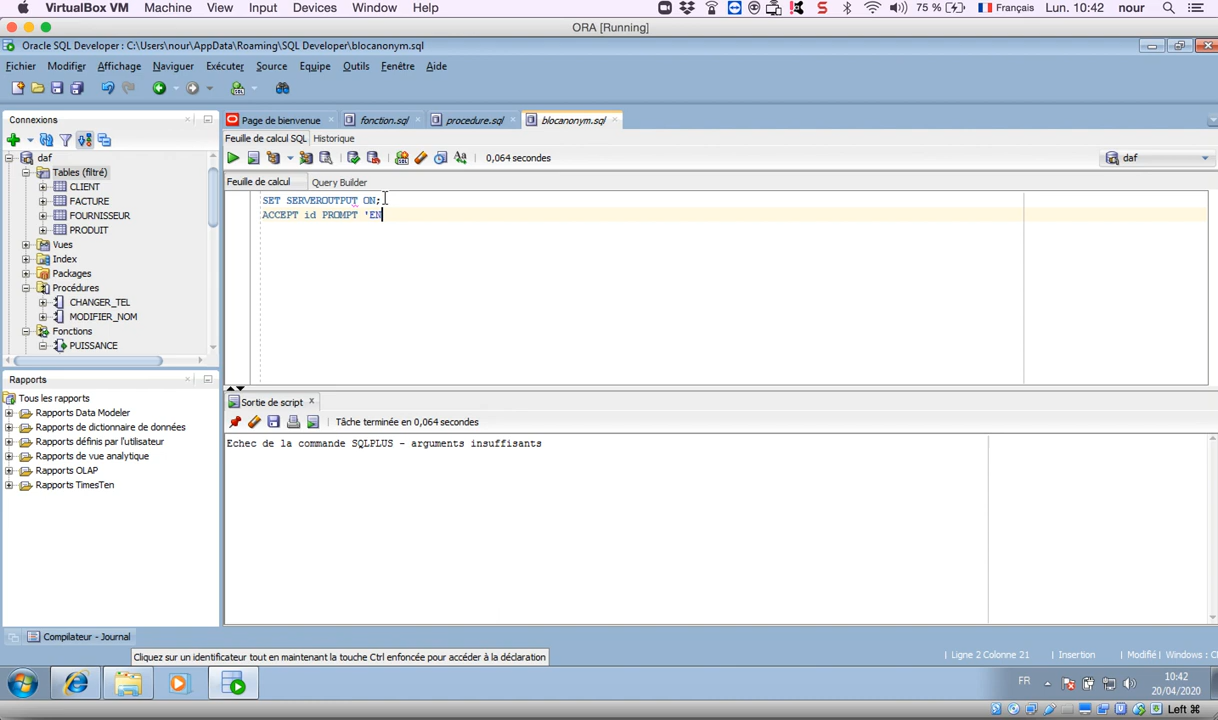 VirtualBox VM Machine View Input Devices Window Help 75 % Français Lun. 10:42 nour
ORA [Running]
Oracle SQL Developer : C:\Users\nour\AppData\Roaming\SQL Developer\blocanonym.sql
Fichier Modifier Affichage Naviguer Exécuter Source Equipe Outils Fenêtre Aide
Connexions
Page de bienvenue fonction.sql procedure.sql blocanonym.sql
Feuille de calcul SQL Historique
0,064 secondes daf
Feuille de calcul Query Builder
daf
Tables (filtré)
CLIENT
FACTURE
FOURNISSEUR
PRODUIT
Vues
Index
Packages
Procédures
CHANGER_TEL
MODIFIER_NOM
Fonctions
PUISSANCE
SET SERVEROUTPUT ON;
ACCEPT id PROMPT 'EN
Rapports
Tous les rapports
Rapports Data Modeler
Rapports de dictionnaire de données
Rapports définis par l'utilisateur
Rapports de vue analytique
Rapports OLAP
Rapports TimesTen
Sortie de script
Tâche terminée en 0,064 secondes
Echec de la commande SQLPLUS - arguments insuffisants
Compilateur - Journal
Cliquez sur un identificateur tout en maintenant la touche Ctrl enfoncée pour accéder à la déclaration
Ligne 2 Colonne 21 Insertion Modifié Windows : C
FR 10:42
20/04/2020
Left ⌘